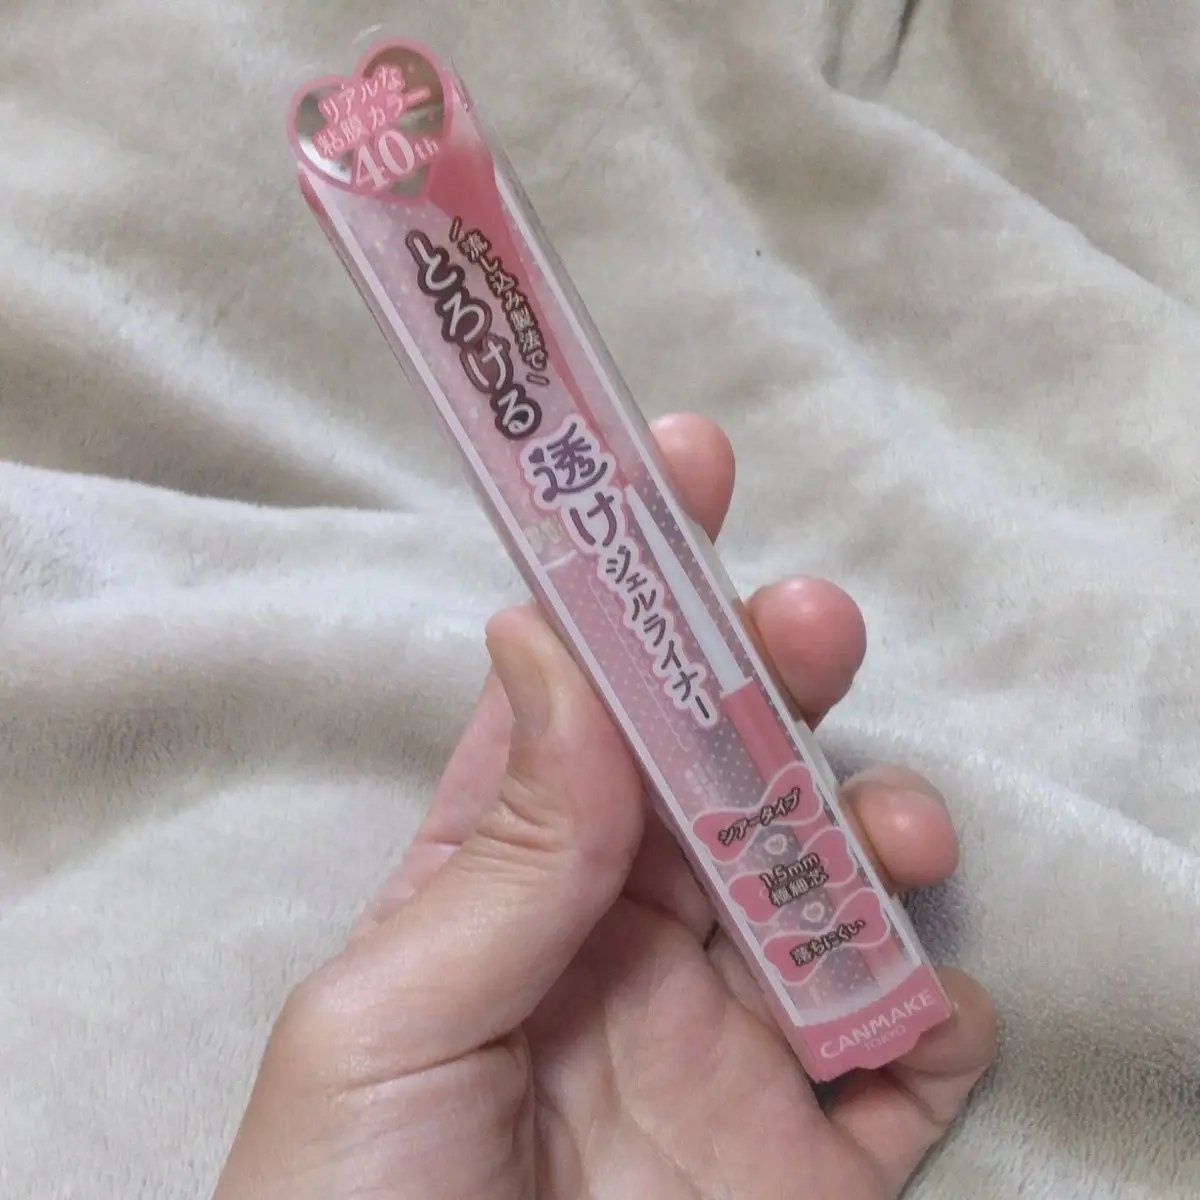 リアルな
粘膜カラー
40th
\流し込み製法で/
とろける
透けジェルライナー
シアータイプ
1.5mm
極細芯
落ちにくい
CANMAKE
TOKYO